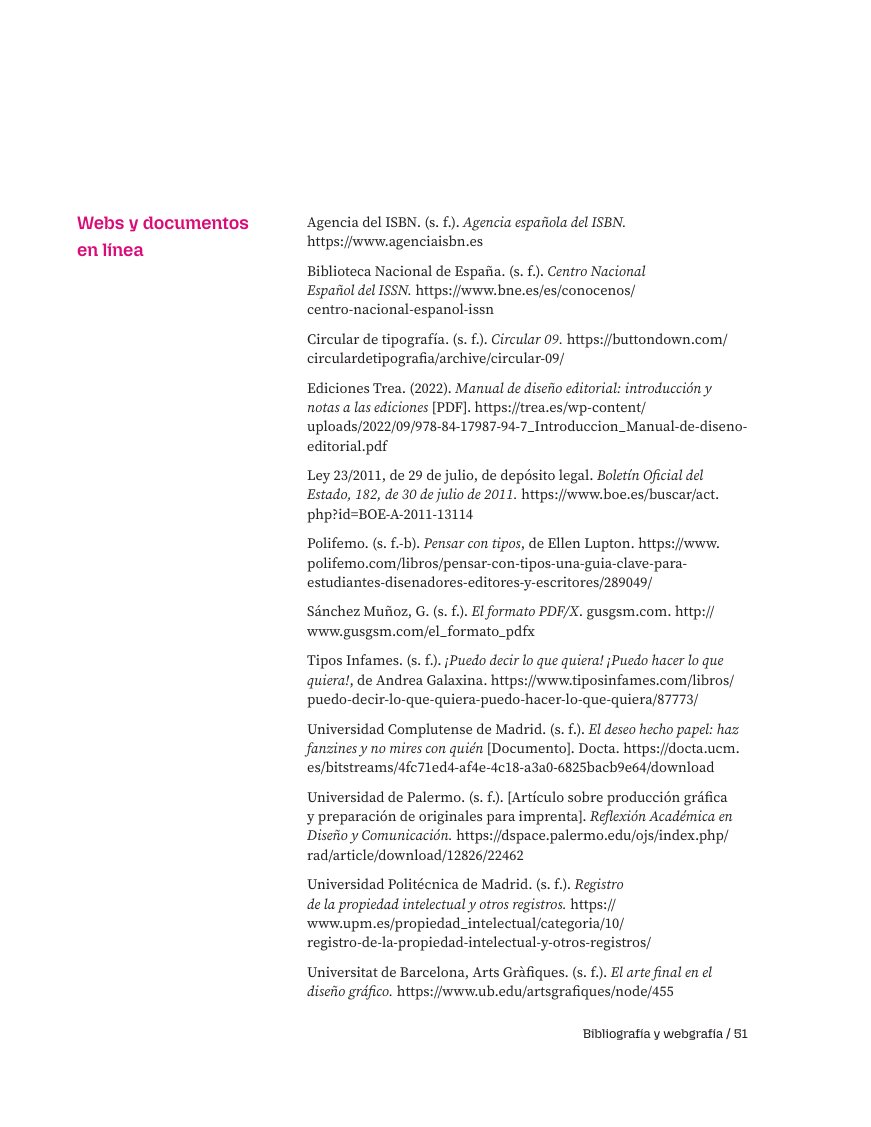 Webs y documentos
en línea
Agencia del ISBN. (s. f.). Agencia española del ISBN.
https://www.agenciaisbn.es
Biblioteca Nacional de España. (s. f.). Centro Nacional
Español del ISSN. https://www.bne.es/es/conocenos/
centro-nacional-espanol-issn
Circular de tipografía. (s. f.). Circular 09. https://buttondown.com/
circulardetipografia/archive/circular-09/
Ediciones Trea. (2022). Manual de diseño editorial: introducción y
notas a las ediciones [PDF]. https://trea.es/wp-content/
uploads/2022/09/978-84-17987-94-7_Introduccion_Manual-de-diseno-
editorial.pdf
Ley 23/2011, de 29 de julio, de depósito legal. Boletín Oficial del
Estado, 182, de 30 de julio de 2011. https://www.boe.es/buscar/act.
php?id=BOE-A-2011-13114
Polifemo. (s. f.-b). Pensar con tipos, de Ellen Lupton. https://www.
polifemo.com/libros/pensar-con-tipos-una-guia-clave-para-
estudiantes-disenadores-editores-y-escritores/289049/
Sánchez Muñoz, G. (s. f.). El formato PDF/X. gusgsm.com. http://
www.gusgsm.com/el_formato_pdfx
Tipos Infames. (s. f.). ¡Puedo decir lo que quiera! ¡Puedo hacer lo que
quiera!, de Andrea Galaxina. https://www.tiposinfames.com/libros/
puedo-decir-lo-que-quiera-puedo-hacer-lo-que-quiera/87773/
Universidad Complutense de Madrid. (s. f.). El deseo hecho papel: haz
fanzines y no mires con quién [Documento]. Docta. https://docta.ucm.
es/bitstreams/4fc71ed4-af4e-4c18-a3a0-6825bacb9e64/download
Universidad de Palermo. (s. f.). [Artículo sobre producción gráfica
y preparación de originales para imprenta]. Reflexión Académica en
Diseño y Comunicación. https://dspace.palermo.edu/ojs/index.php/
rad/article/download/12826/22462
Universidad Politécnica de Madrid. (s. f.). Registro
de la propiedad intelectual y otros registros. https://
www.upm.es/propiedad_intelectual/categoria/10/
registro-de-la-propiedad-intelectual-y-otros-registros/
Universitat de Barcelona, Arts Gràfiques. (s. f.). El arte final en el
diseño gráfico. https://www.ub.edu/artsgrafiques/node/455
Bibliografía y webgrafía / 51